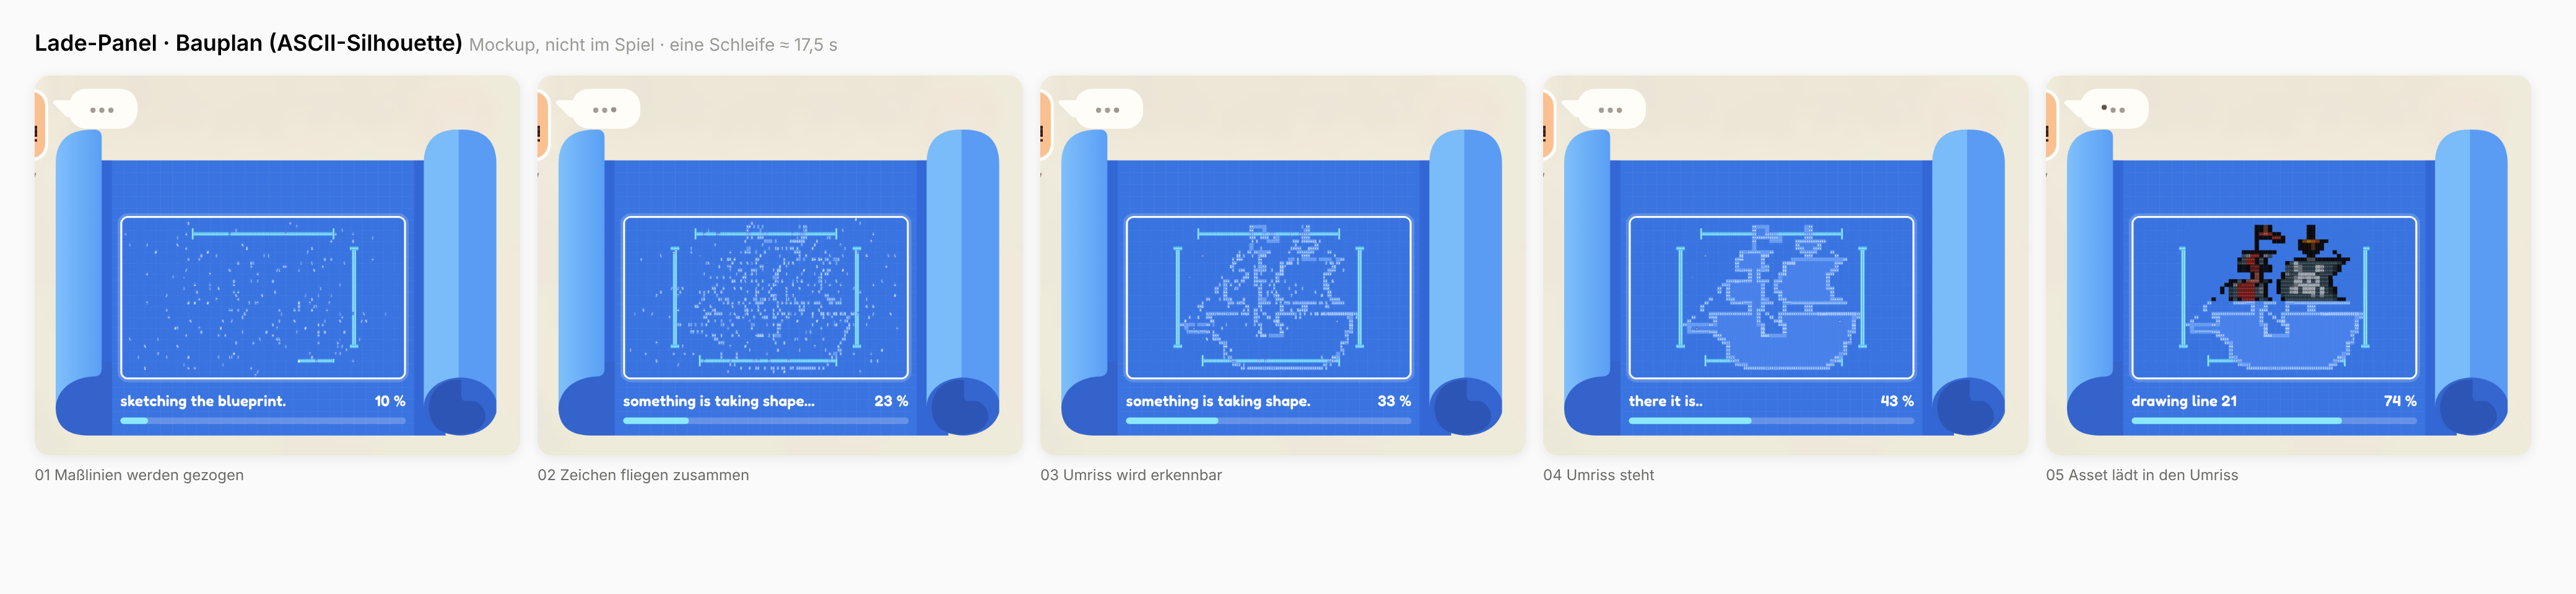 Lade-Panel · Bauplan (ASCII-Silhouette) Mockup, nicht im Spiel · eine Schleife ≈ 17,5 s
!
sketching the blueprint. 10 %
01 Maßlinien werden gezogen
!
something is taking shape... 23 %
02 Zeichen fliegen zusammen
!
something is taking shape. 33 %
03 Umriss wird erkennbar
!
there it is.. 43 %
04 Umriss steht
!
drawing line 21 74 %
05 Asset lädt in den Umriss